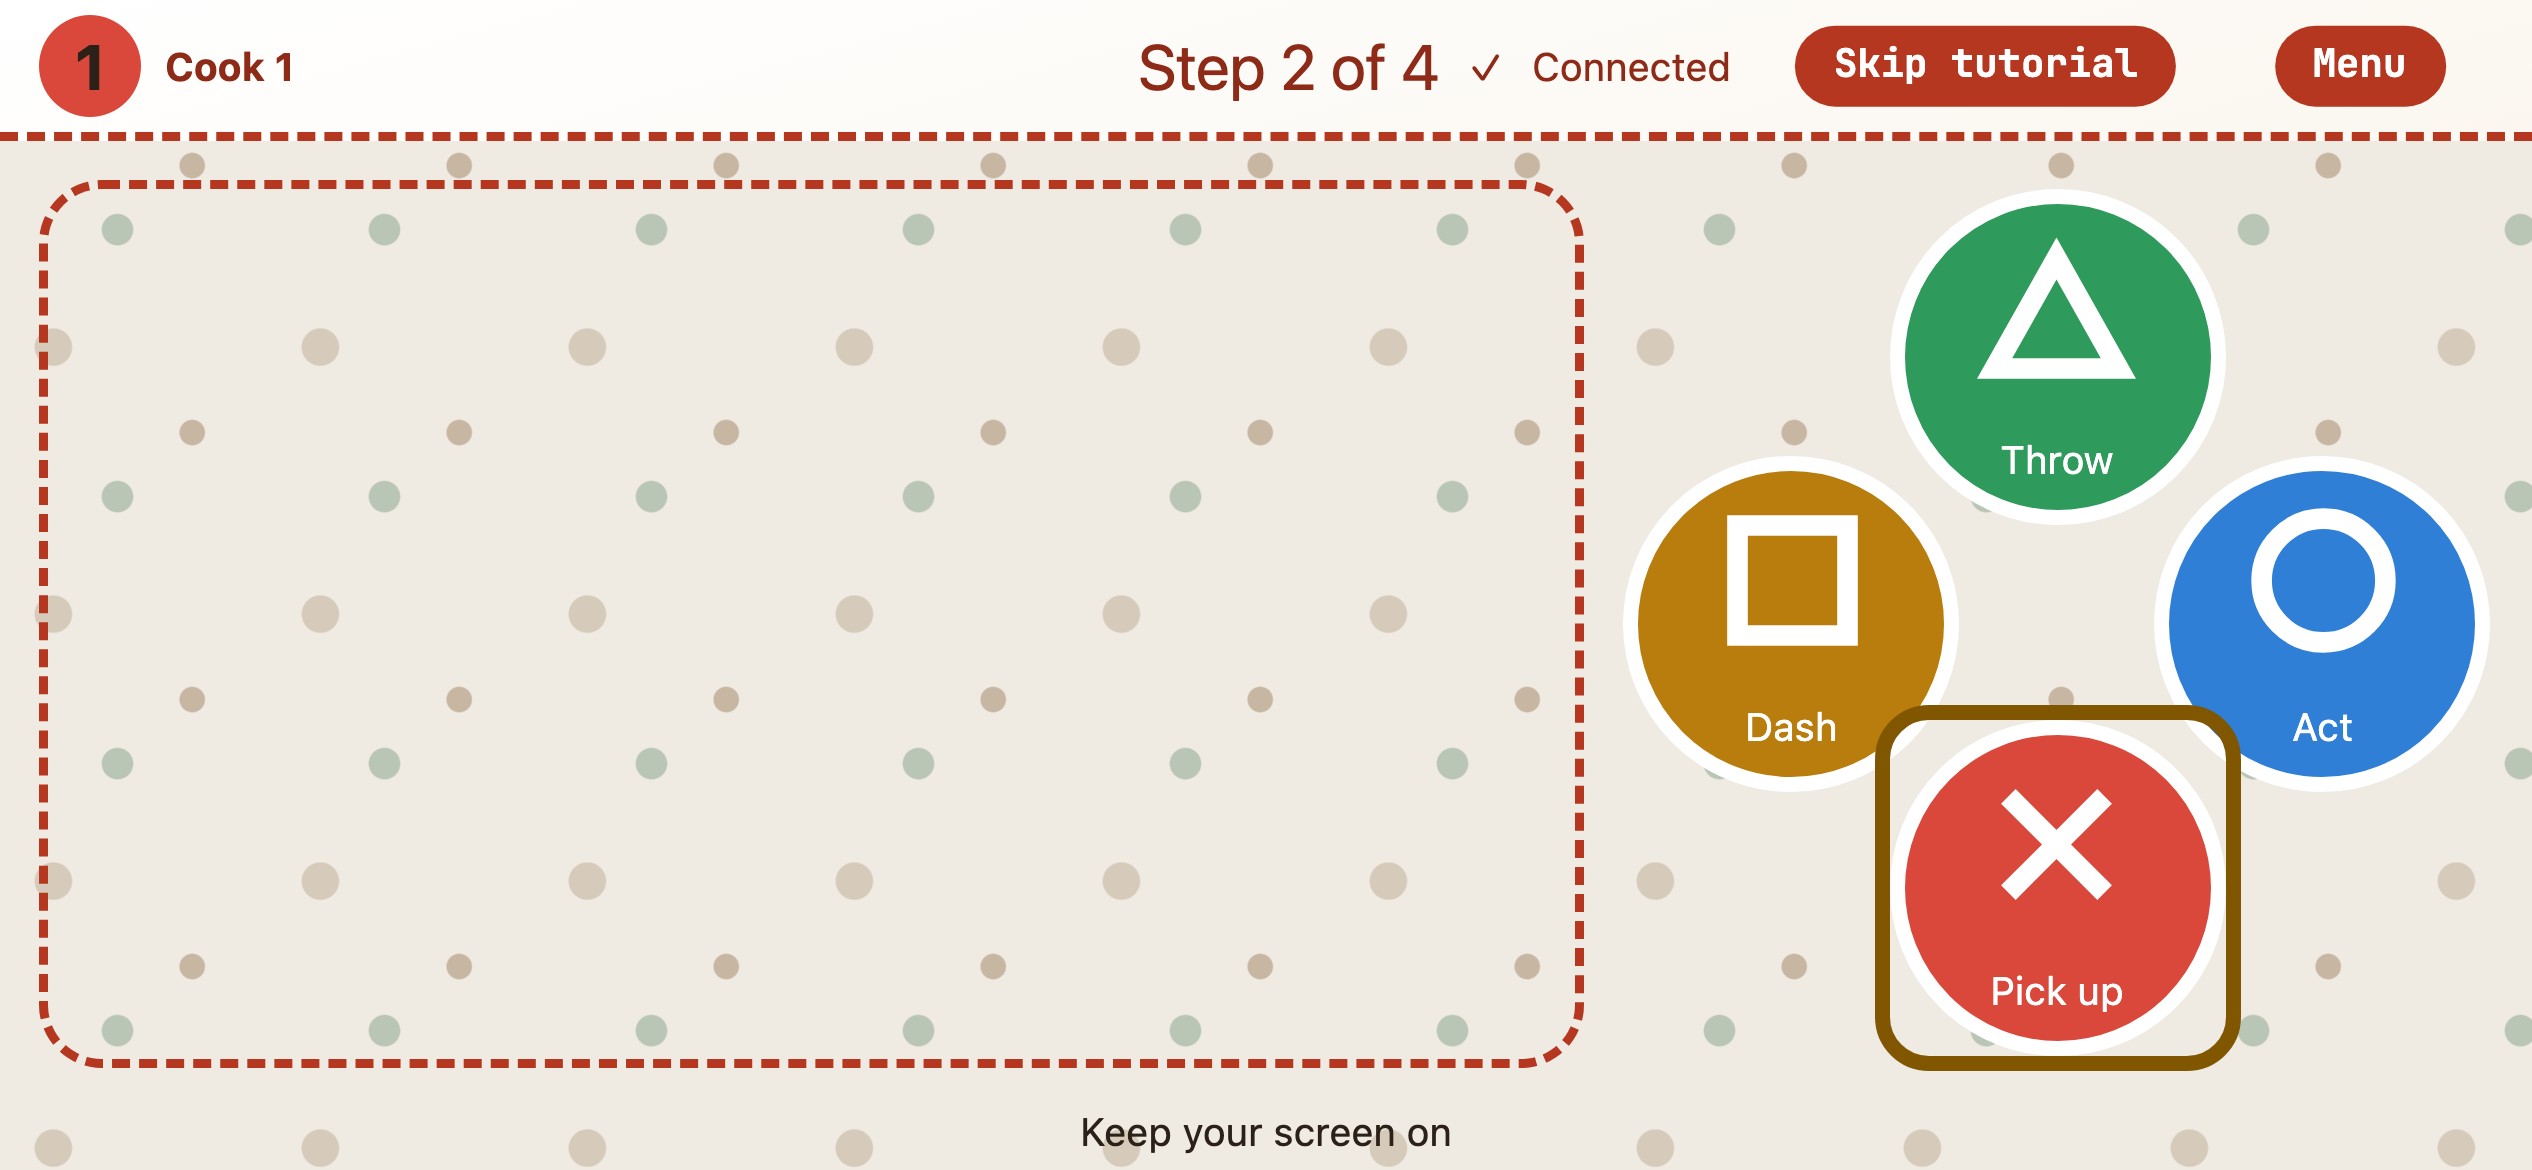 1 Cook 1 Step 2 of 4 ✓ Connected Skip tutorial Menu
Throw
Dash
Act
Pick up
Keep your screen on